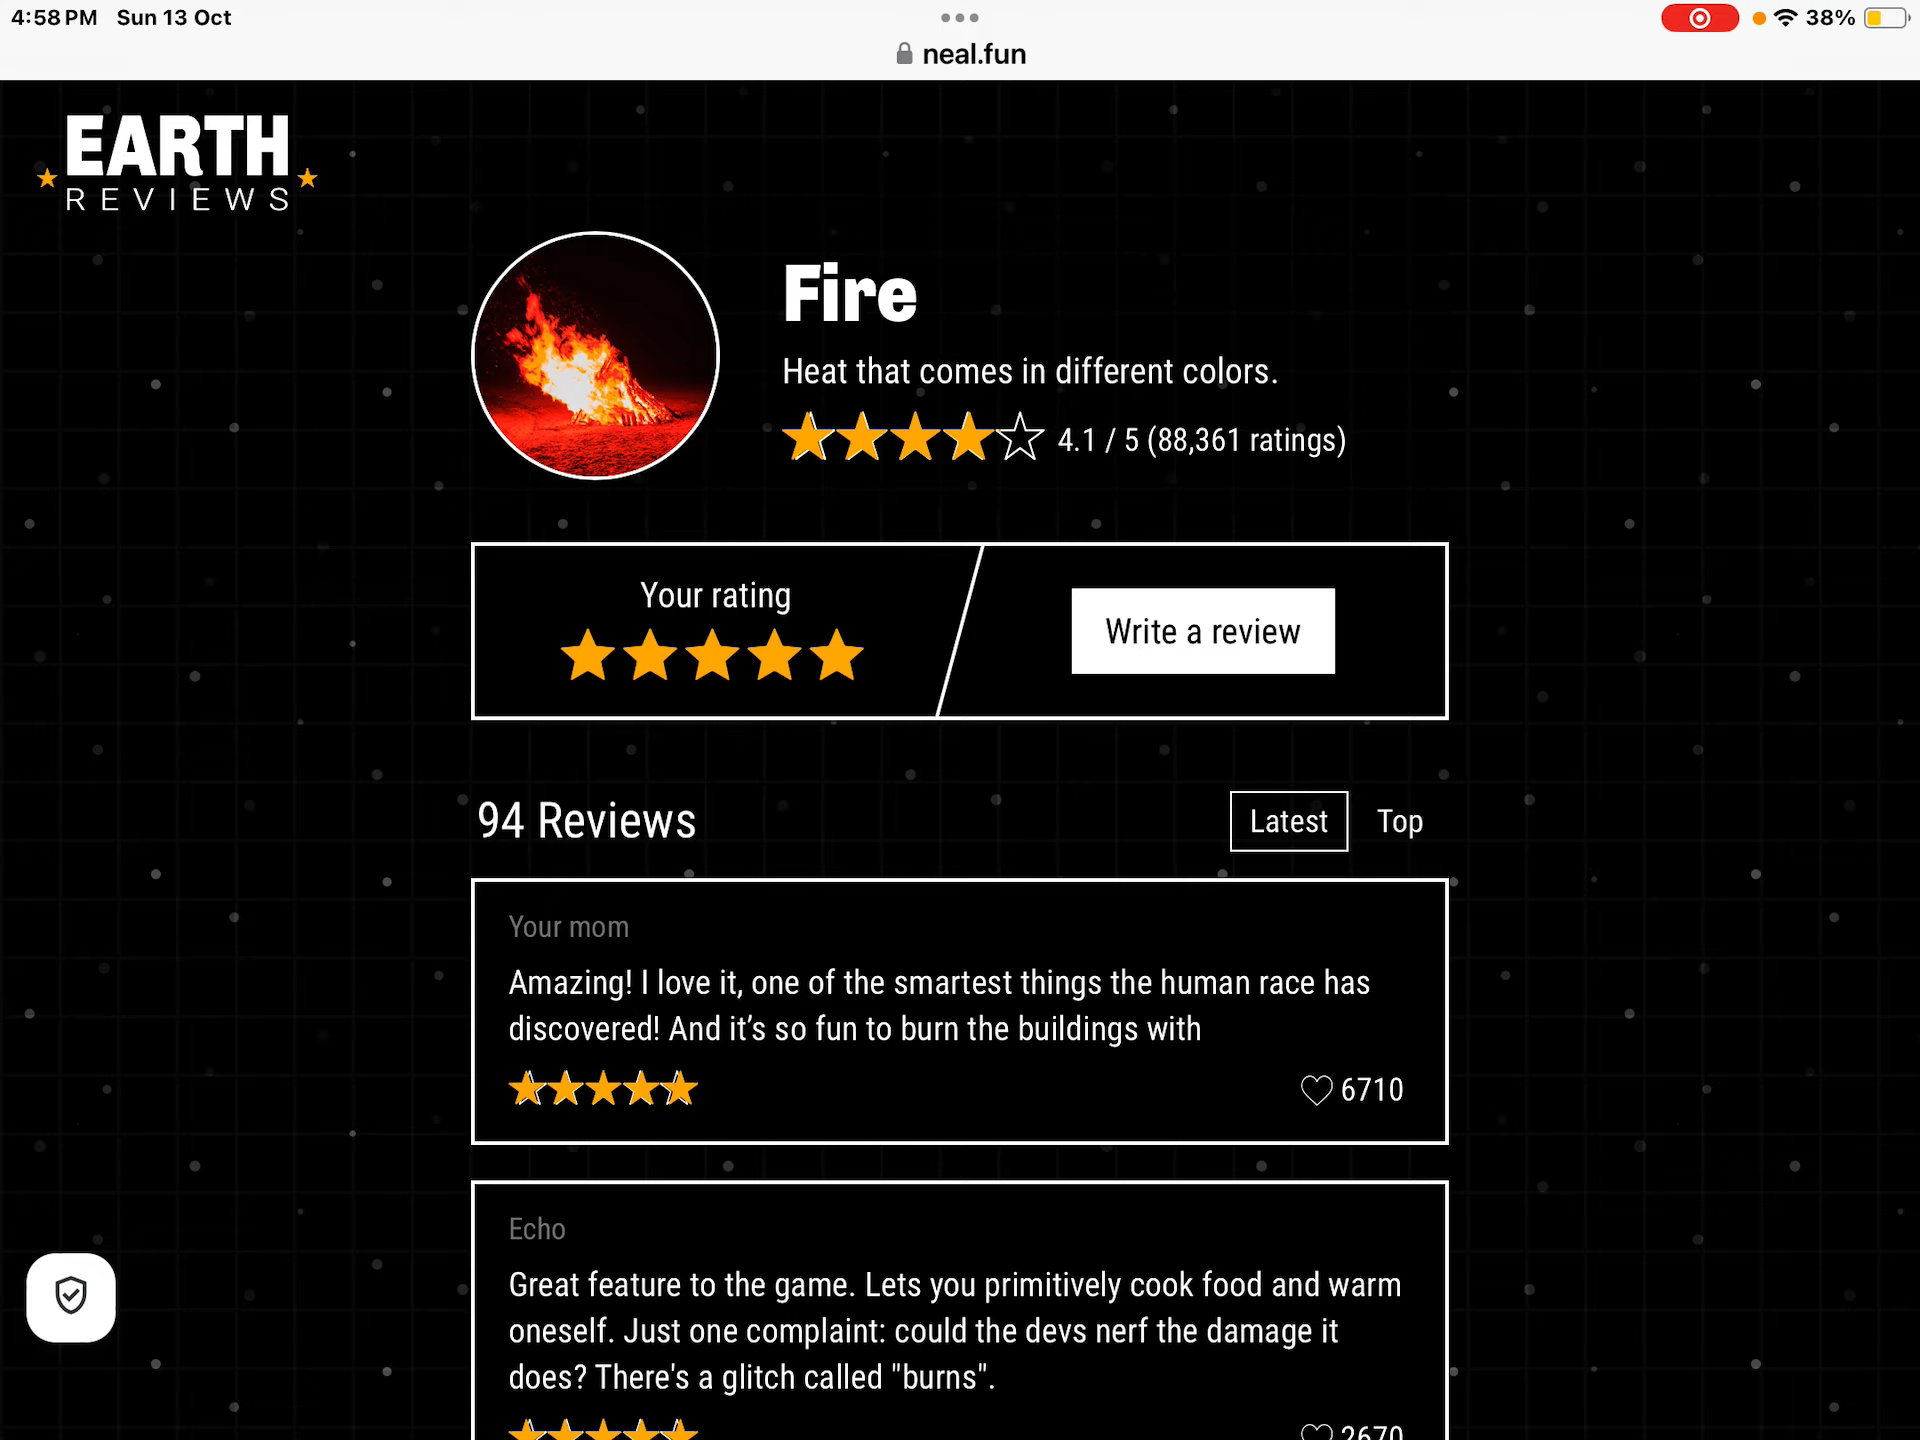 4:58 PM Sun 13 Oct
38%
neal.fun
EARTH
REVIEWS
Fire
Heat that comes in different colors.
4.1 / 5 (88,361 ratings)
Your rating
Write a review
94 Reviews
Latest
Top
Your mom
Amazing! I love it, one of the smartest things the human race has
discovered! And it’s so fun to burn the buildings with
6710
Echo
Great feature to the game. Lets you primitively cook food and warm
oneself. Just one complaint: could the devs nerf the damage it
does? There's a glitch called "burns".
2670